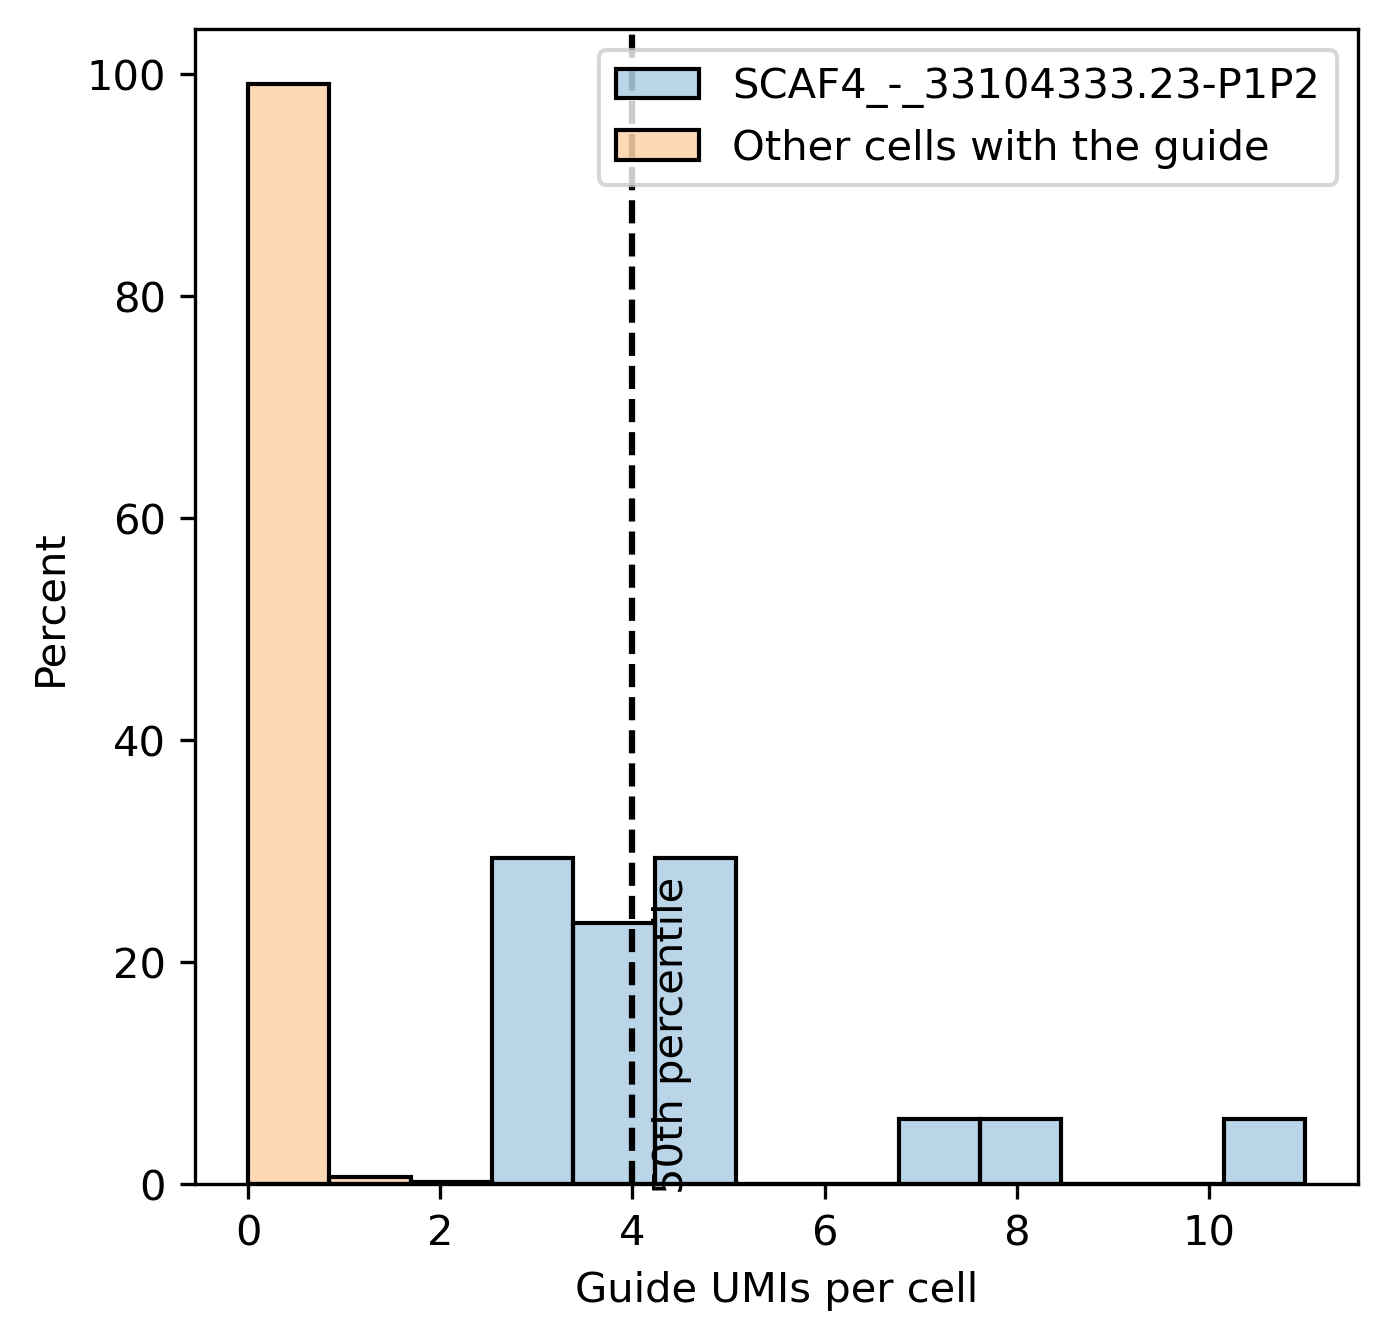 SCAF4_-_33104333.23-P1P2
Other cells with the guide
100
80
60
40
20
0
Percent
50th percentile
0 2 4 6 8 10
Guide UMIs per cell